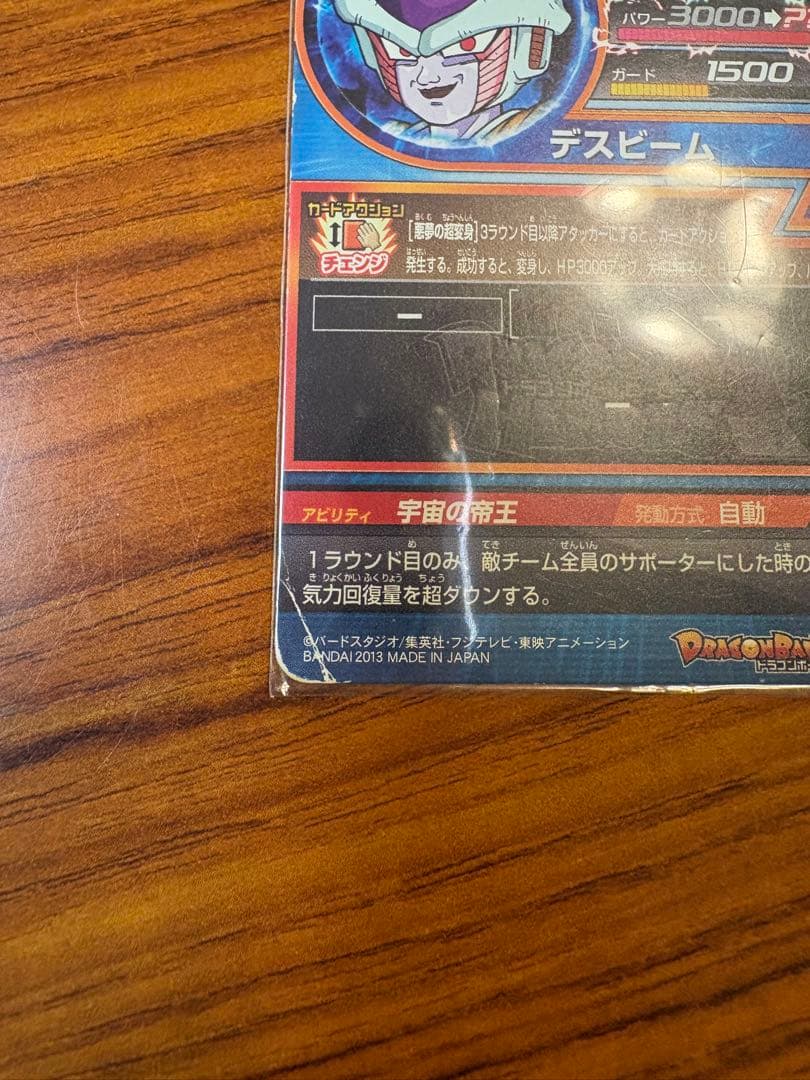 パワー 3000➡?
ガード 1500
デスビーム
カードアクション
チェンジ
[悪夢の超変身]3ラウンド目以降アタッカーにすると、カードアクショ
発生する。成功すると、変身し、HP3000アップ
アビリティ 宇宙の帝王 発動方式 自動
1ラウンド目のみ、敵チーム全員のサポーターにした時の
気力回復量を超ダウンする。
©バードスタジオ/集英社・フジテレビ・東映アニメーション
BANDAI 2013 MADE IN JAPAN
DRAGONBA
ドラゴンボ